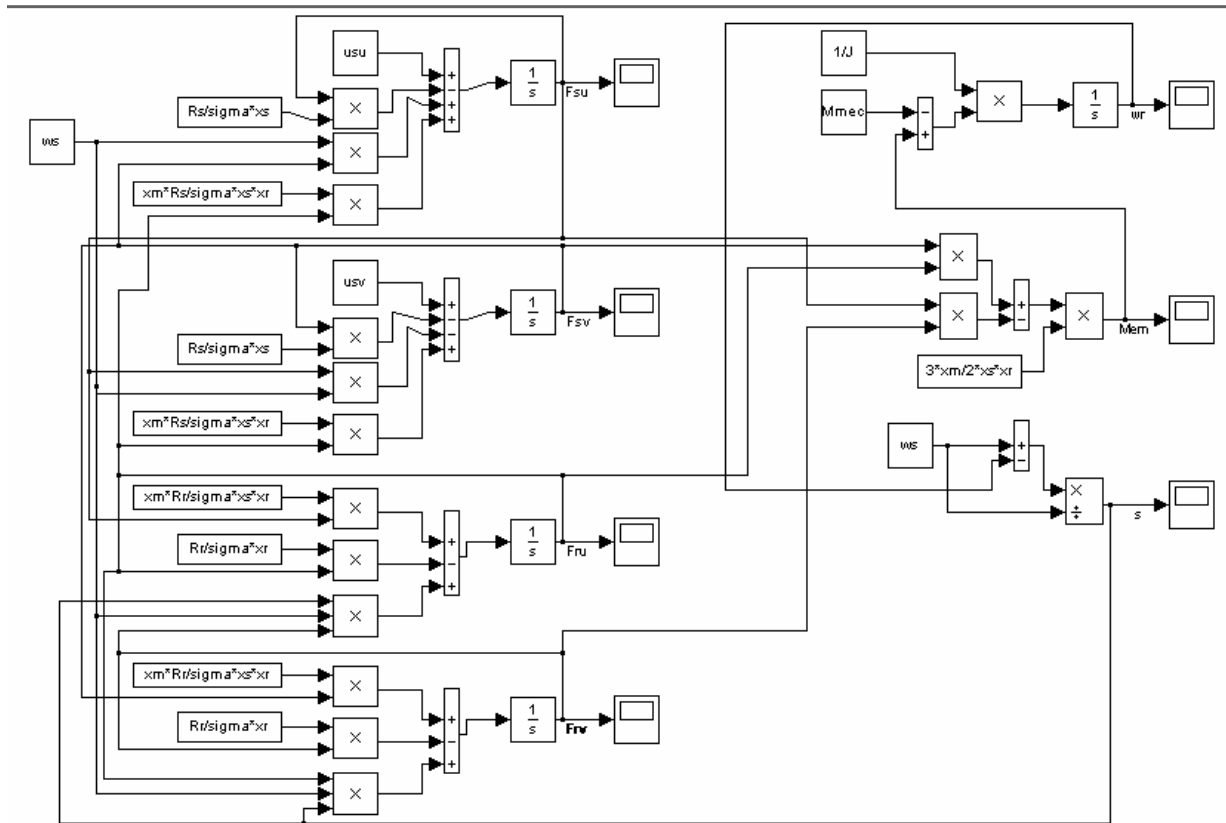 usu
+
−
+
+
1
s
Fsu
Rs/sigma*xs
×
ws
×
xm*Rs/sigma*xs*xr
×
usv
+
−
−
+
1
s
Fsv
×
Rs/sigma*xs
×
xm*Rs/sigma*xs*xr
×
xm*Rr/sigma*xs*xr
×
+
−
+
1
s
Fru
Rr/sigma*xr
×
×
xm*Rr/sigma*xs*xr
×
+
−
+
1
s
Frv
Rr/sigma*xr
×
×
1/J
Mmec
−
+
×
1
s
wr
×
×
+
−
×
Mem
3*xm/2*xs*xr
ws
+
−
×
÷
s